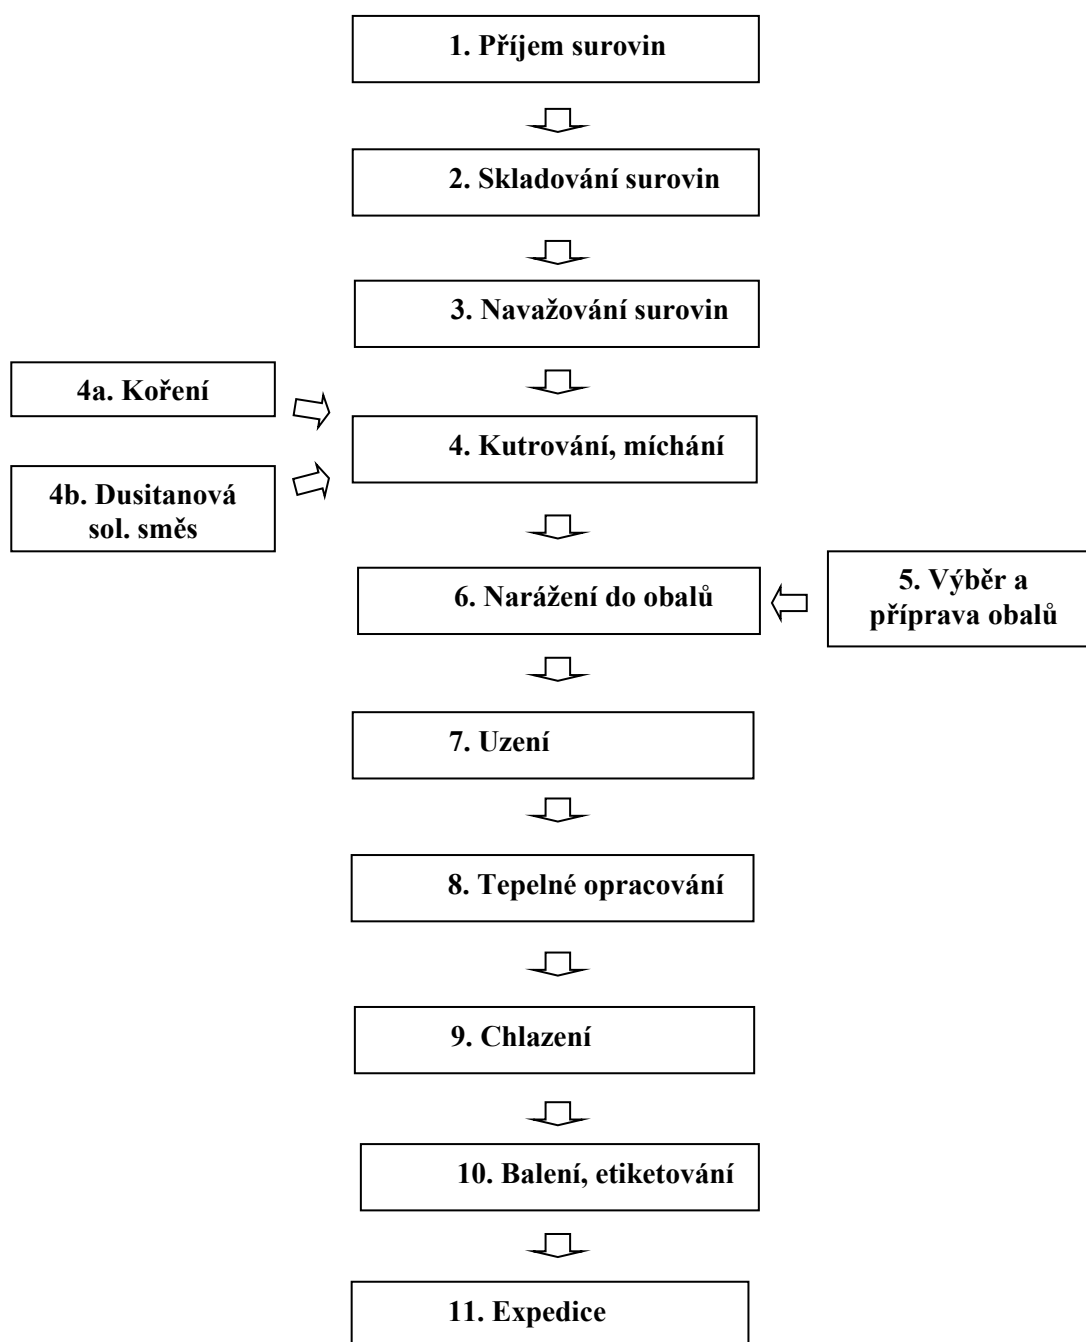 1. Příjem surovin
2. Skladování surovin
3. Navažování surovin
4a. Koření
4. Kutrování, míchání
4b. Dusitanová
sol. směs
5. Výběr a
příprava obalů
6. Narážení do obalů
7. Uzení
8. Tepelné opracování
9. Chlazení
10. Balení, etiketování
11. Expedice